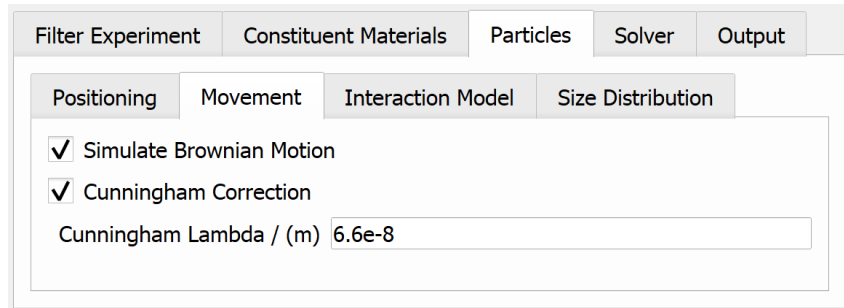 Filter Experiment Constituent Materials Particles Solver Output
Positioning Movement Interaction Model Size Distribution
Simulate Brownian Motion
Cunningham Correction
Cunningham Lambda / (m) 6.6e-8